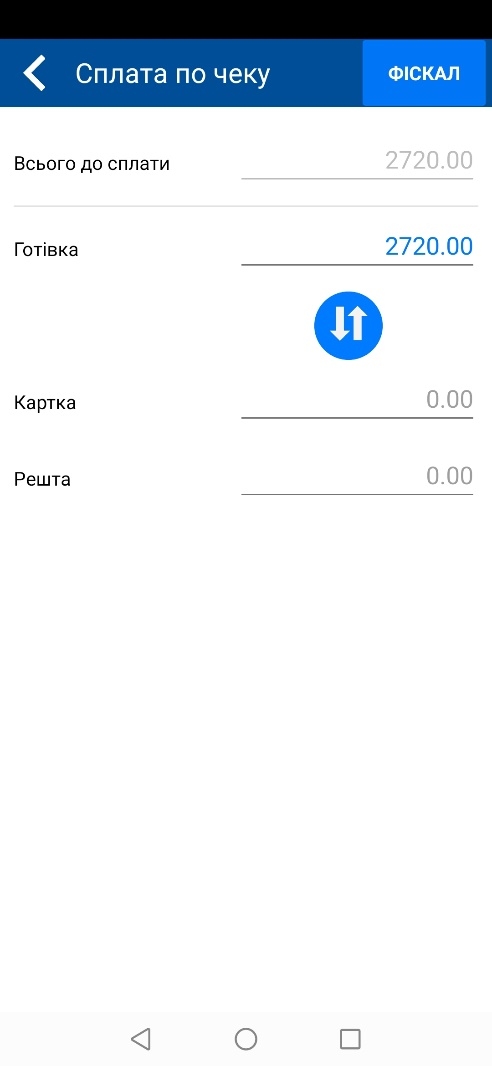 Сплата по чеку
ФІСКАЛ
Всього до сплати 2720.00
Готівка 2720.00
Картка 0.00
Решта 0.00